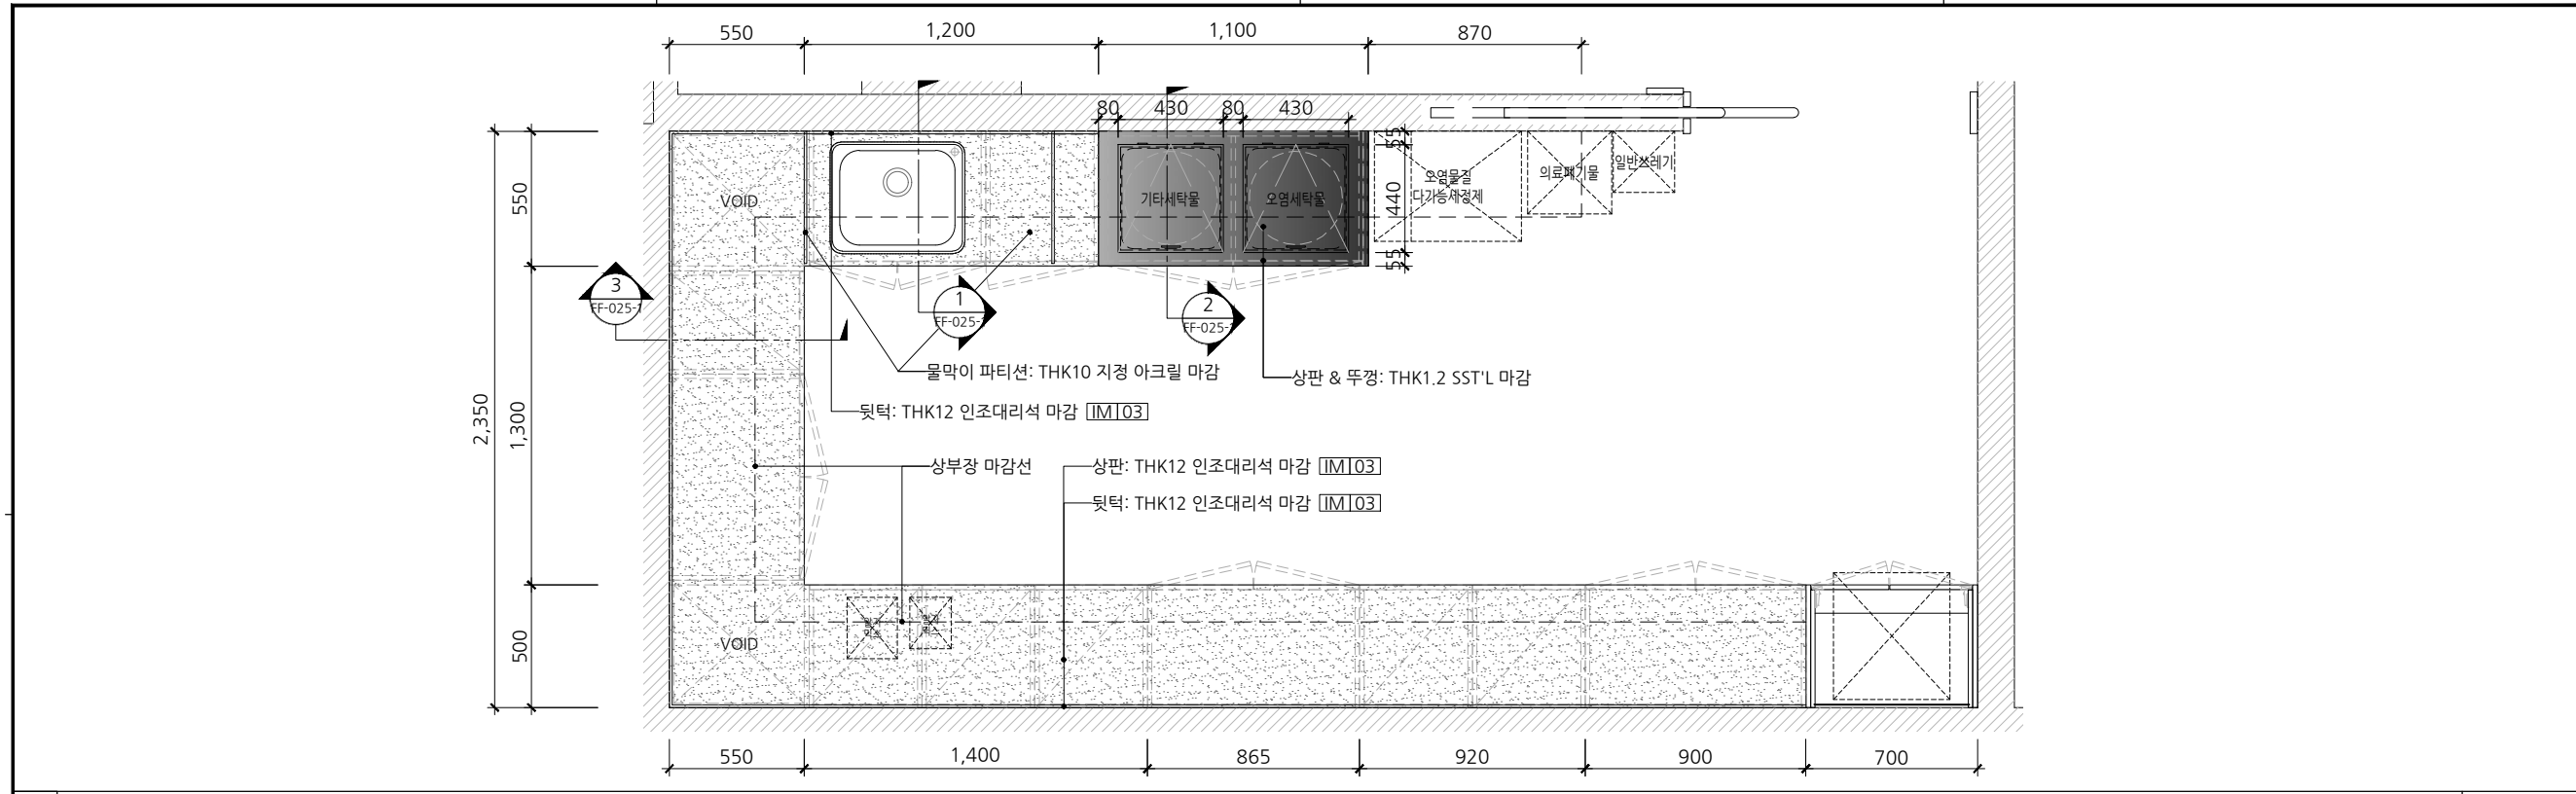 550
1,200
1,100
870
80
430
80
430
55
440
55
550
1,300
2,350
500
VOID
기타세탁물
오염세탁물
오염물질
다가능세정제
의료폐기물
일반쓰레기
3
FF-025-1
1
FF-025-
2
FF-025-
물막이 파티션: THK10 지정 아크릴 마감
상판 & 뚜껑: THK1.2 SST'L 마감
뒷턱: THK12 인조대리석 마감 IM 03
상부장 마감선
상판: THK12 인조대리석 마감 IM 03
뒷턱: THK12 인조대리석 마감 IM 03
VOID
550
1,400
865
920
900
700